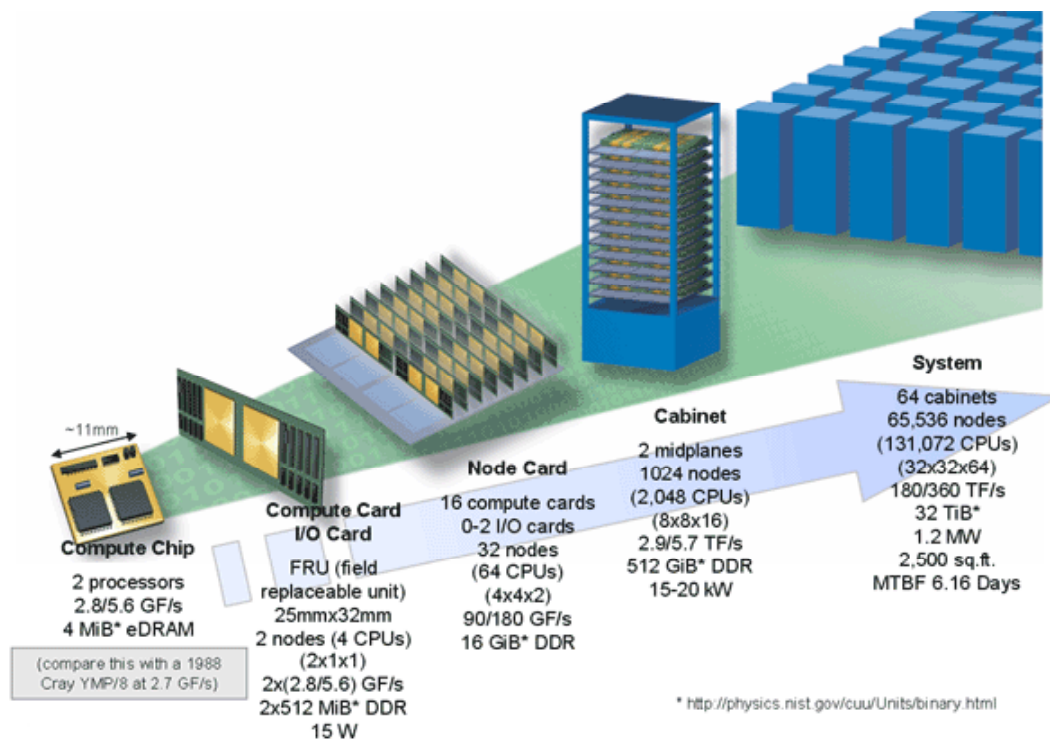 ~11mm
Compute Chip
2 processors
2.8/5.6 GF/s
4 MiB* eDRAM
(compare this with a 1988
Cray YMP/8 at 2.7 GF/s)
Compute Card
I/O Card
FRU (field
replaceable unit)
25mmx32mm
2 nodes (4 CPUs)
(2x1x1)
2x(2.8/5.6) GF/s
2x512 MiB* DDR
15 W
Node Card
16 compute cards
0-2 I/O cards
32 nodes
(64 CPUs)
(4x4x2)
90/180 GF/s
16 GiB* DDR
Cabinet
2 midplanes
1024 nodes
(2,048 CPUs)
(8x8x16)
2.9/5.7 TF/s
512 GiB* DDR
15-20 kW
System
64 cabinets
65,536 nodes
(131,072 CPUs)
(32x32x64)
180/360 TF/s
32 TiB*
1.2 MW
2,500 sq.ft.
MTBF 6.16 Days
* http://physics.nist.gov/cuu/Units/binary.html